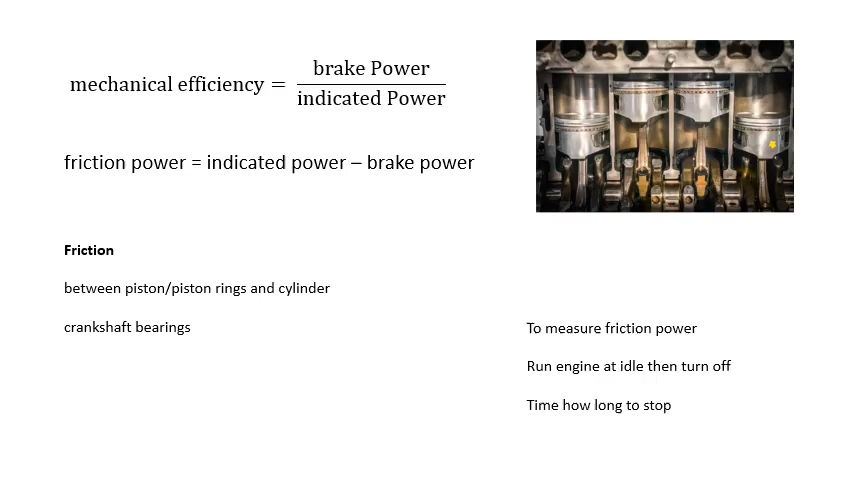 mechanical efficiency = brake Power / indicated Power
friction power = indicated power – brake power
Friction
between piston/piston rings and cylinder
crankshaft bearings
To measure friction power
Run engine at idle then turn off
Time how long to stop